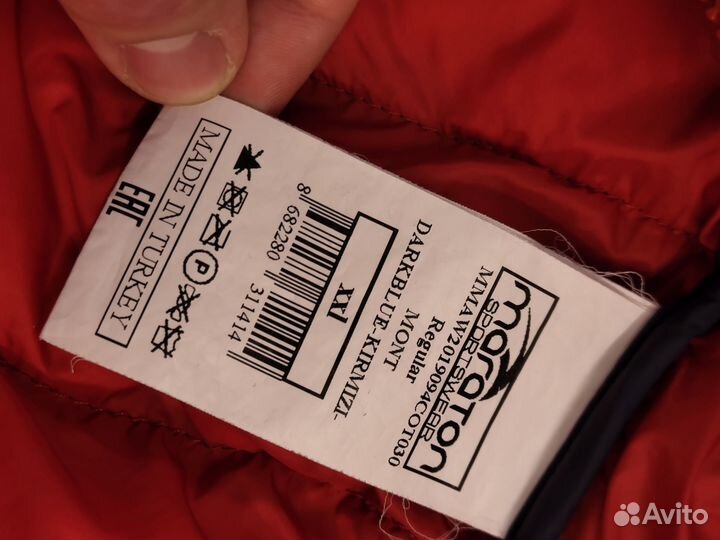 maraton
SPORTSWEAR
MMAW2019094COT030
Regular
MONT
DARKBLUE-KIRMIZI-
xxl
8 682280 311414
P
MADE IN TURKEY
EAC
Avito